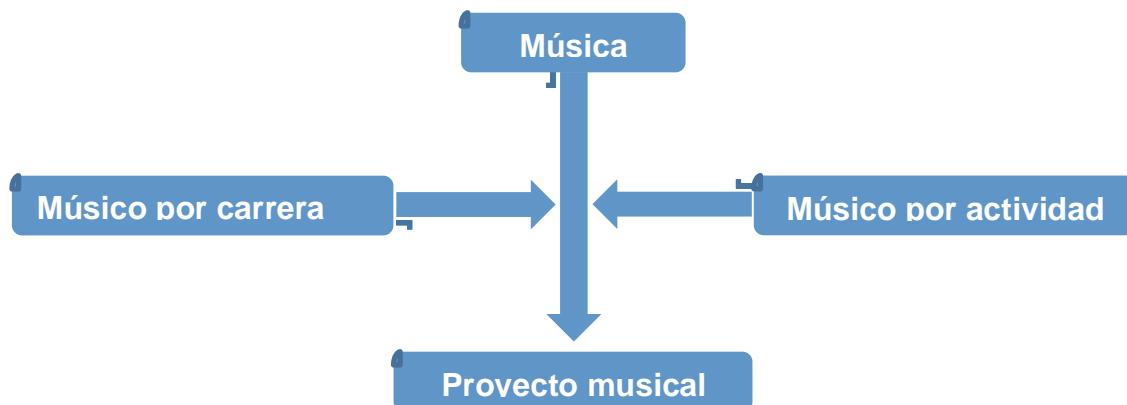 Música
Músico por carrera
Músico por actividad
Proyecto musical